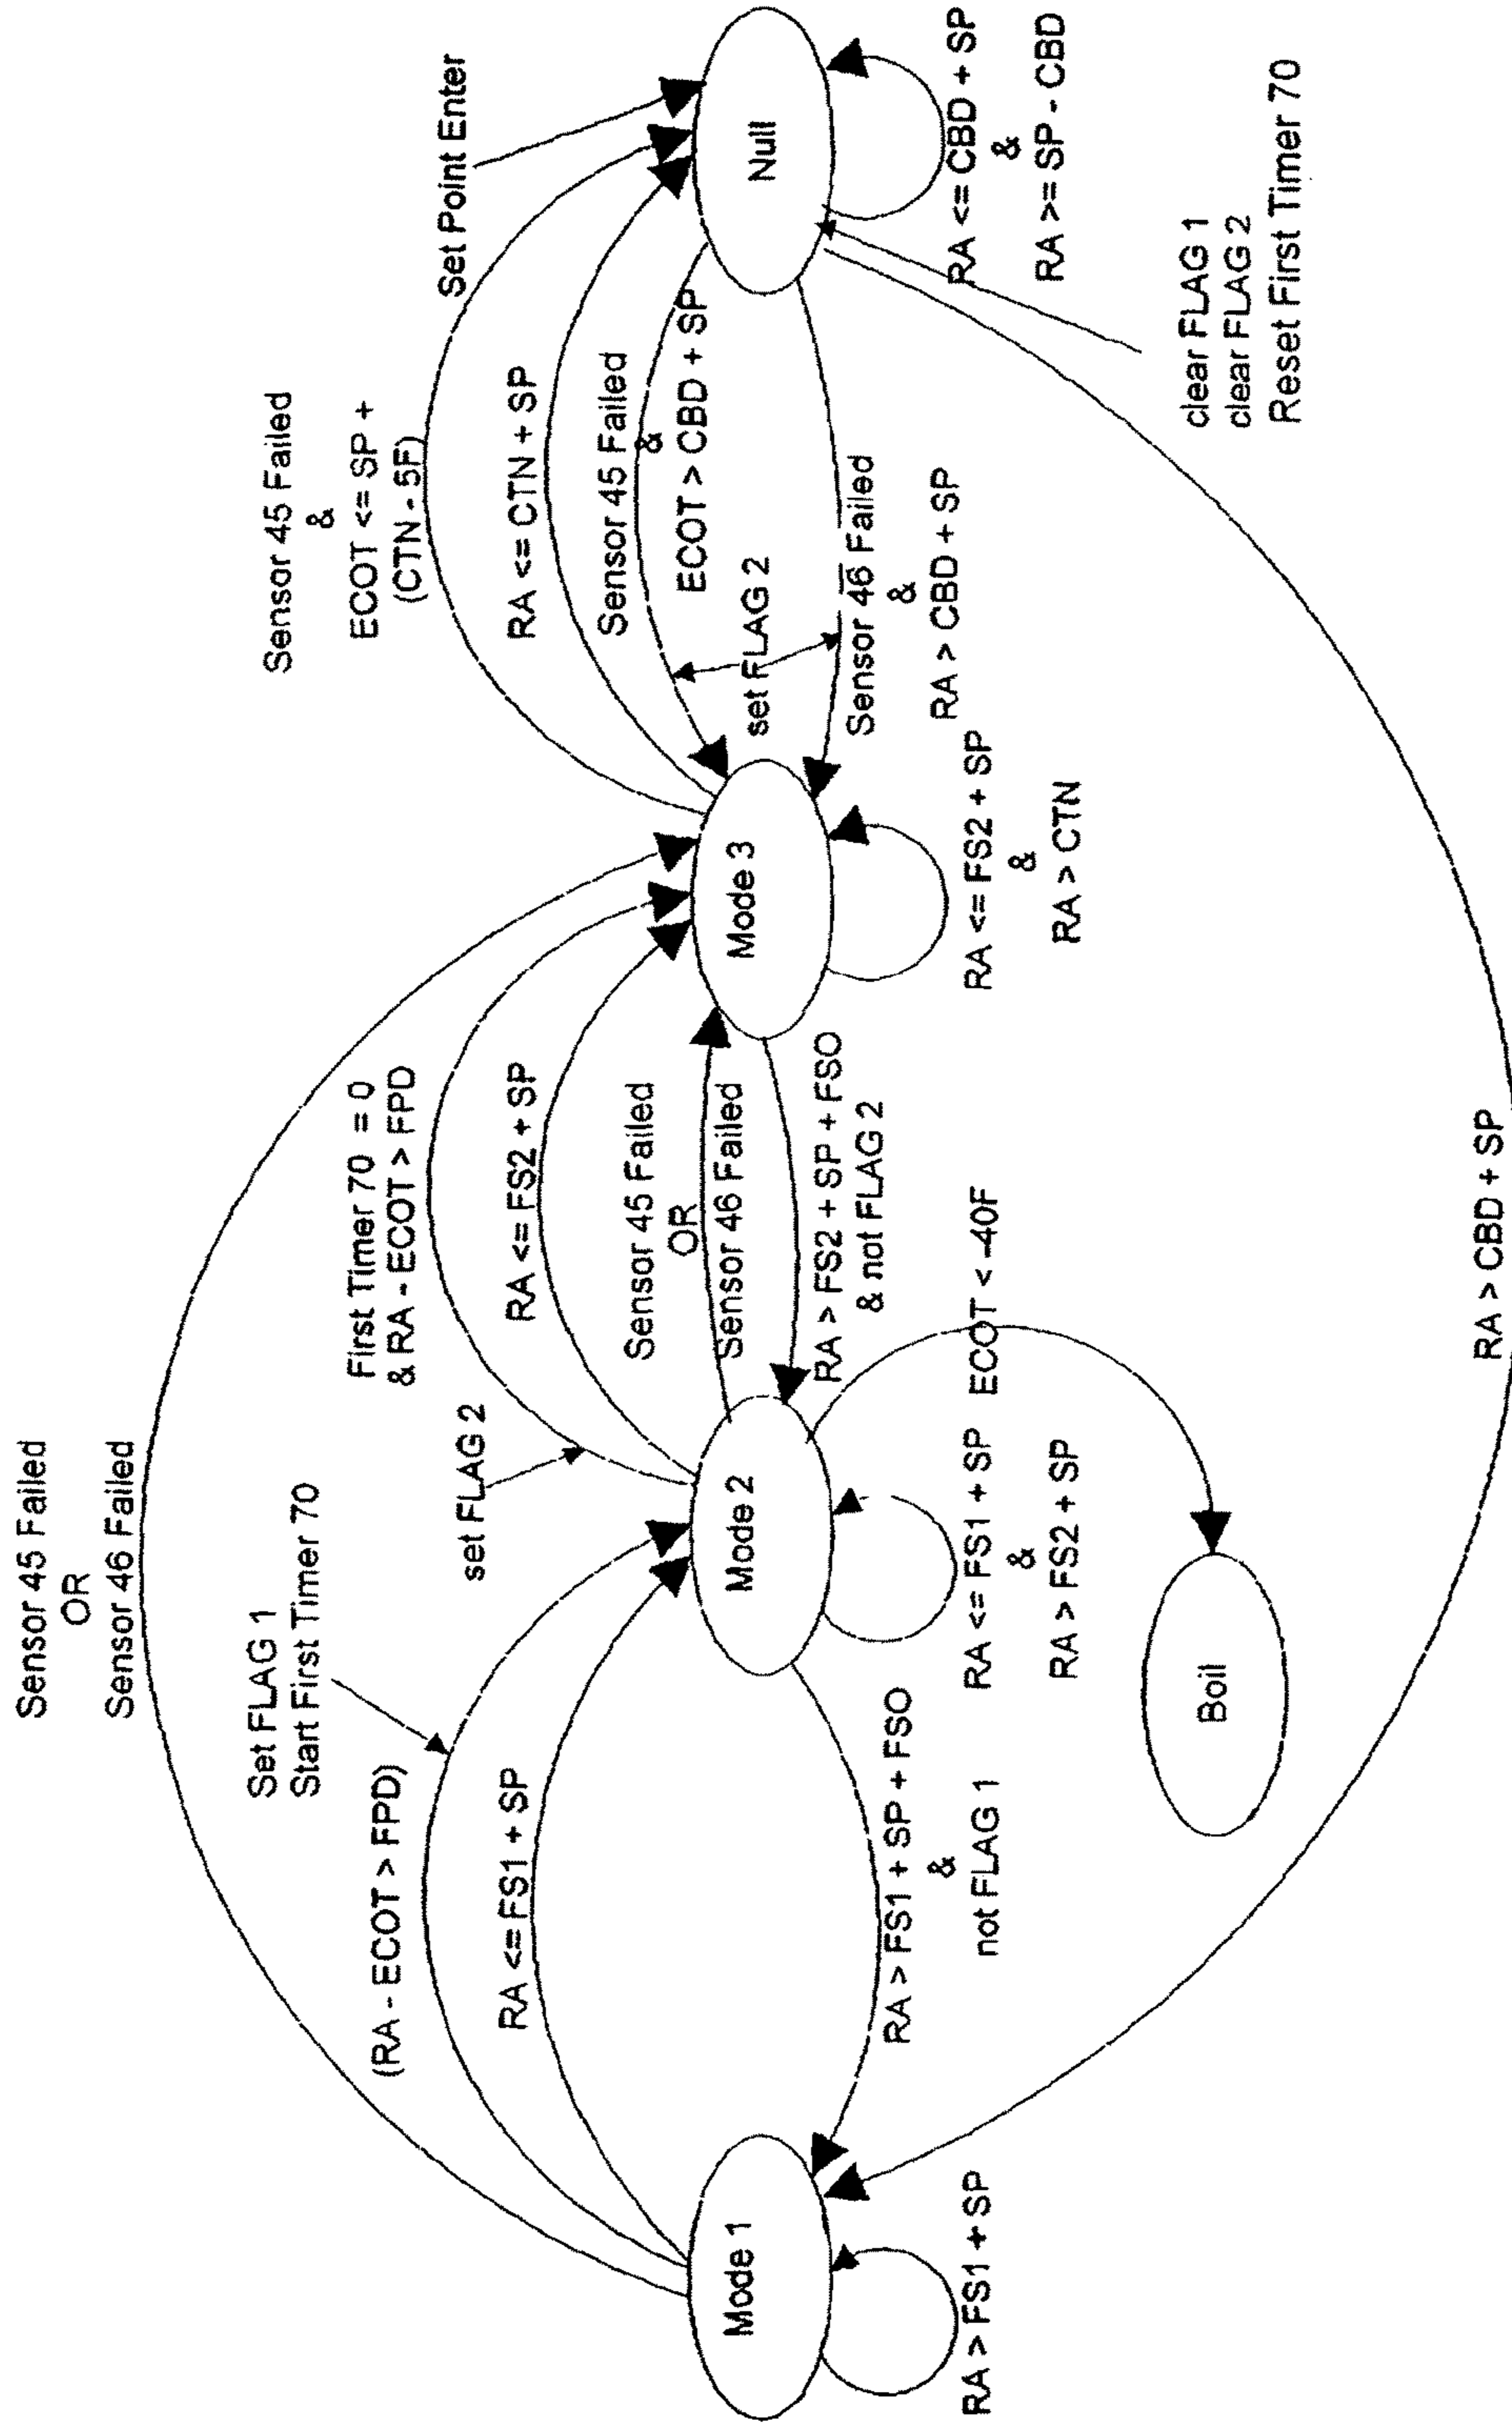 Sensor 45 Failed
OR
Sensor 46 Failed
Set FLAG 1
Start First Timer 70
(RA - ECOT > FPD)
RA <= FS1 + SP
set FLAG 2
First Timer 70 = 0
& RA - ECOT > FPD
RA <= FS2 + SP
Sensor 45 Failed
OR
Sensor 46 Failed
Sensor 45 Failed
&
ECOT <= SP +
(CTN - 5F)
RA <= CTN + SP
Set Point Enter
Sensor 45 Failed
&
ECOT > CBD + SP
set FLAG 2
Mode 1
Mode 2
Mode 3
Null
RA > FS1 + SP
RA > FS1 + SP + FSO
&
not FLAG 1
RA <= FS1 + SP
&
RA > FS2 + SP
ECOT < -40F
RA > FS2 + SP + FSO
& not FLAG 2
RA <= FS2 + SP
&
RA > CTN
Sensor 46 Failed
&
RA > CBD + SP
RA <= CBD + SP
&
RA >= SP - CBD
clear FLAG 1
clear FLAG 2
Reset First Timer 70
Boil
RA > CBD + SP